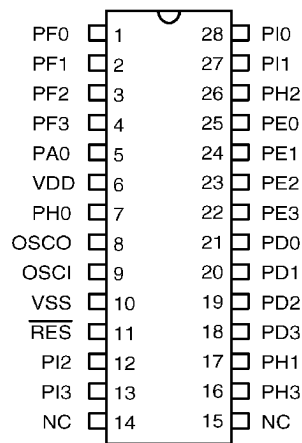 PF0 1 28 PI0
PF1 2 27 PI1
PF2 3 26 PH2
PF3 4 25 PE0
PA0 5 24 PE1
VDD 6 23 PE2
PH0 7 22 PE3
OSCO 8 21 PD0
OSCI 9 20 PD1
VSS 10 19 PD2
RES 11 18 PD3
PI2 12 17 PH1
PI3 13 16 PH3
NC 14 15 NC